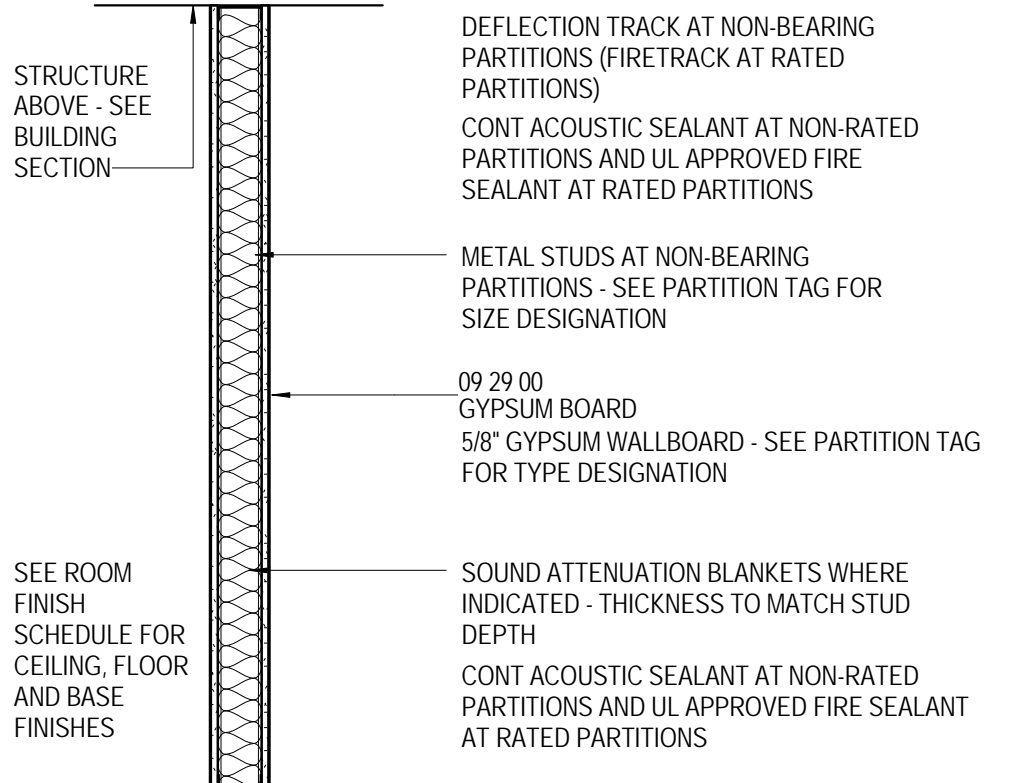 STRUCTURE
ABOVE - SEE
BUILDING
SECTION
SEE ROOM
FINISH
SCHEDULE FOR
CEILING, FLOOR
AND BASE
FINISHES
DEFLECTION TRACK AT NON-BEARING
PARTITIONS (FIRETRACK AT RATED
PARTITIONS)
CONT ACOUSTIC SEALANT AT NON-RATED
PARTITIONS AND UL APPROVED FIRE
SEALANT AT RATED PARTITIONS
METAL STUDS AT NON-BEARING
PARTITIONS - SEE PARTITION TAG FOR
SIZE DESIGNATION
09 29 00
GYPSUM BOARD
5/8" GYPSUM WALLBOARD - SEE PARTITION TAG
FOR TYPE DESIGNATION
SOUND ATTENUATION BLANKETS WHERE
INDICATED - THICKNESS TO MATCH STUD
DEPTH
CONT ACOUSTIC SEALANT AT NON-RATED
PARTITIONS AND UL APPROVED FIRE SEALANT
AT RATED PARTITIONS